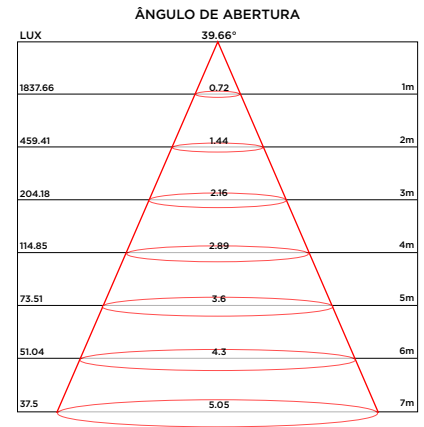 ÂNGULO DE ABERTURA
LUX 39.66°
1837.66 0.72 1m
459.41 1.44 2m
204.18 2.16 3m
114.85 2.89 4m
73.51 3.6 5m
51.04 4.3 6m
37.5 5.05 7m